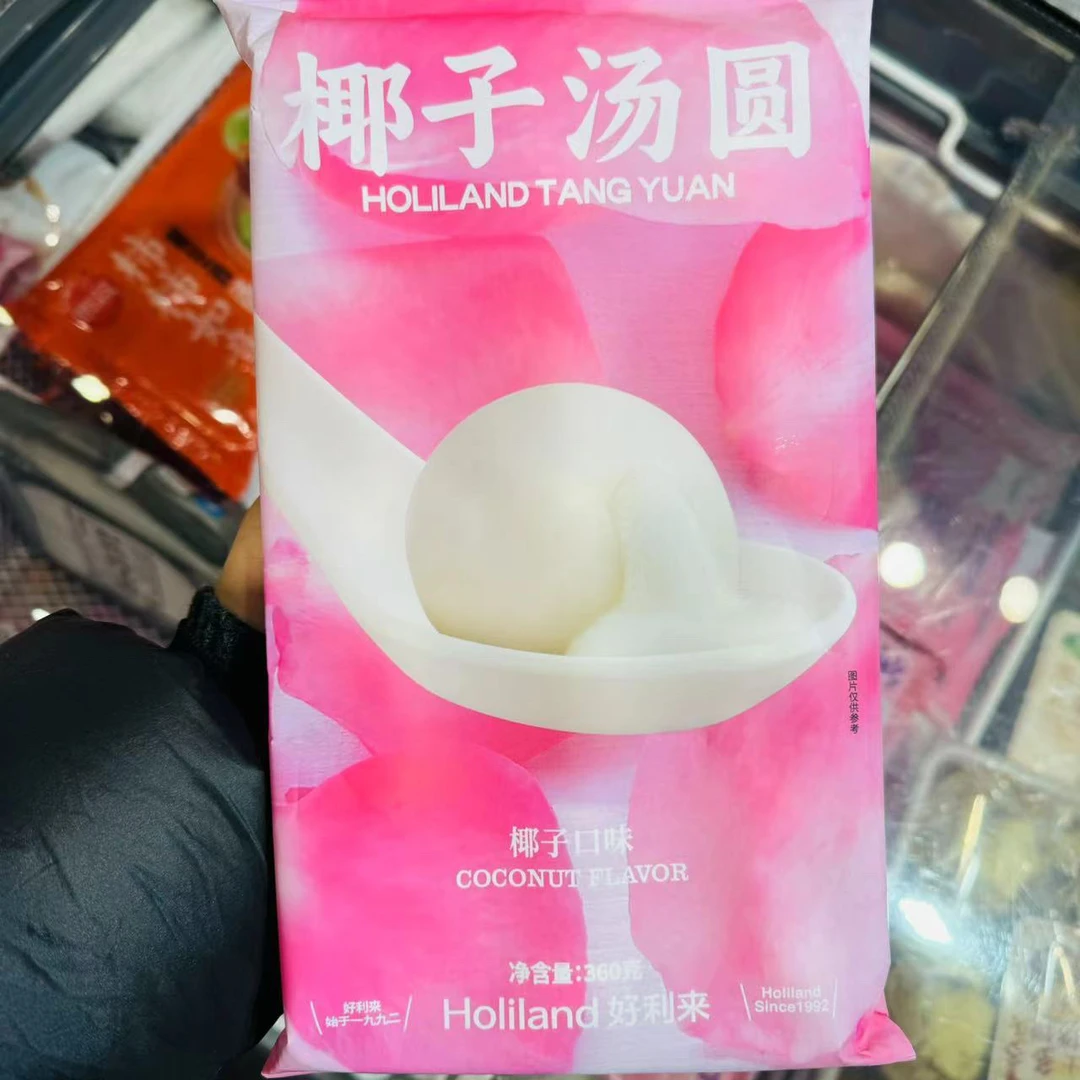 椰子汤圆
HOLILAND TANG YUAN
图片仅供参考
椰子口味
COCONUT FLAVOR
净含量:360克
好利来
始于一九九二
Holiland 好利来
Holiland
Since1992